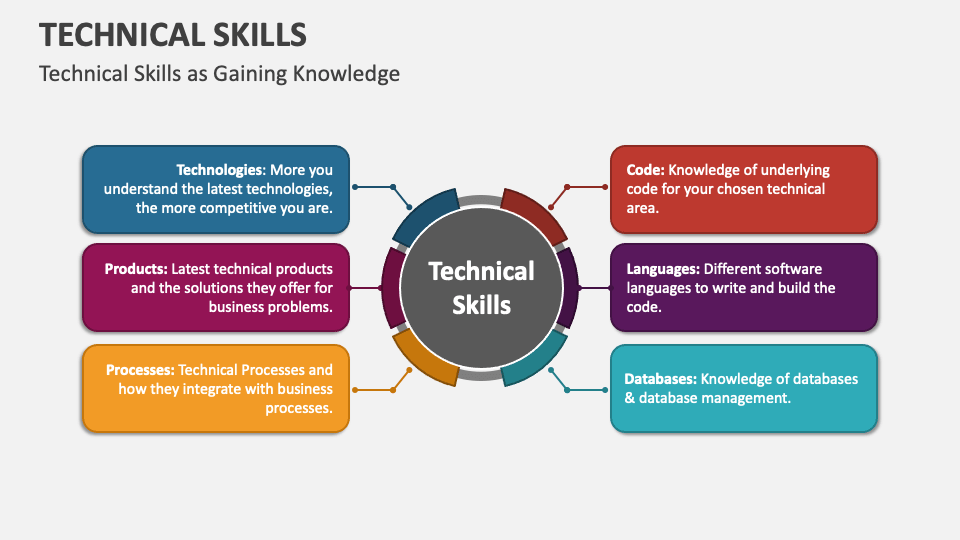 TECHNICAL SKILLS
Technical Skills as Gaining Knowledge
Technologies: More you
understand the latest technologies,
the more competitive you are.
Products: Latest technical products
and the solutions they offer for
business problems.
Processes: Technical Processes and
how they integrate with business
processes.
Technical
Skills
Code: Knowledge of underlying
code for your chosen technical
area.
Languages: Different software
languages to write and build the
code.
Databases: Knowledge of databases
& database management.